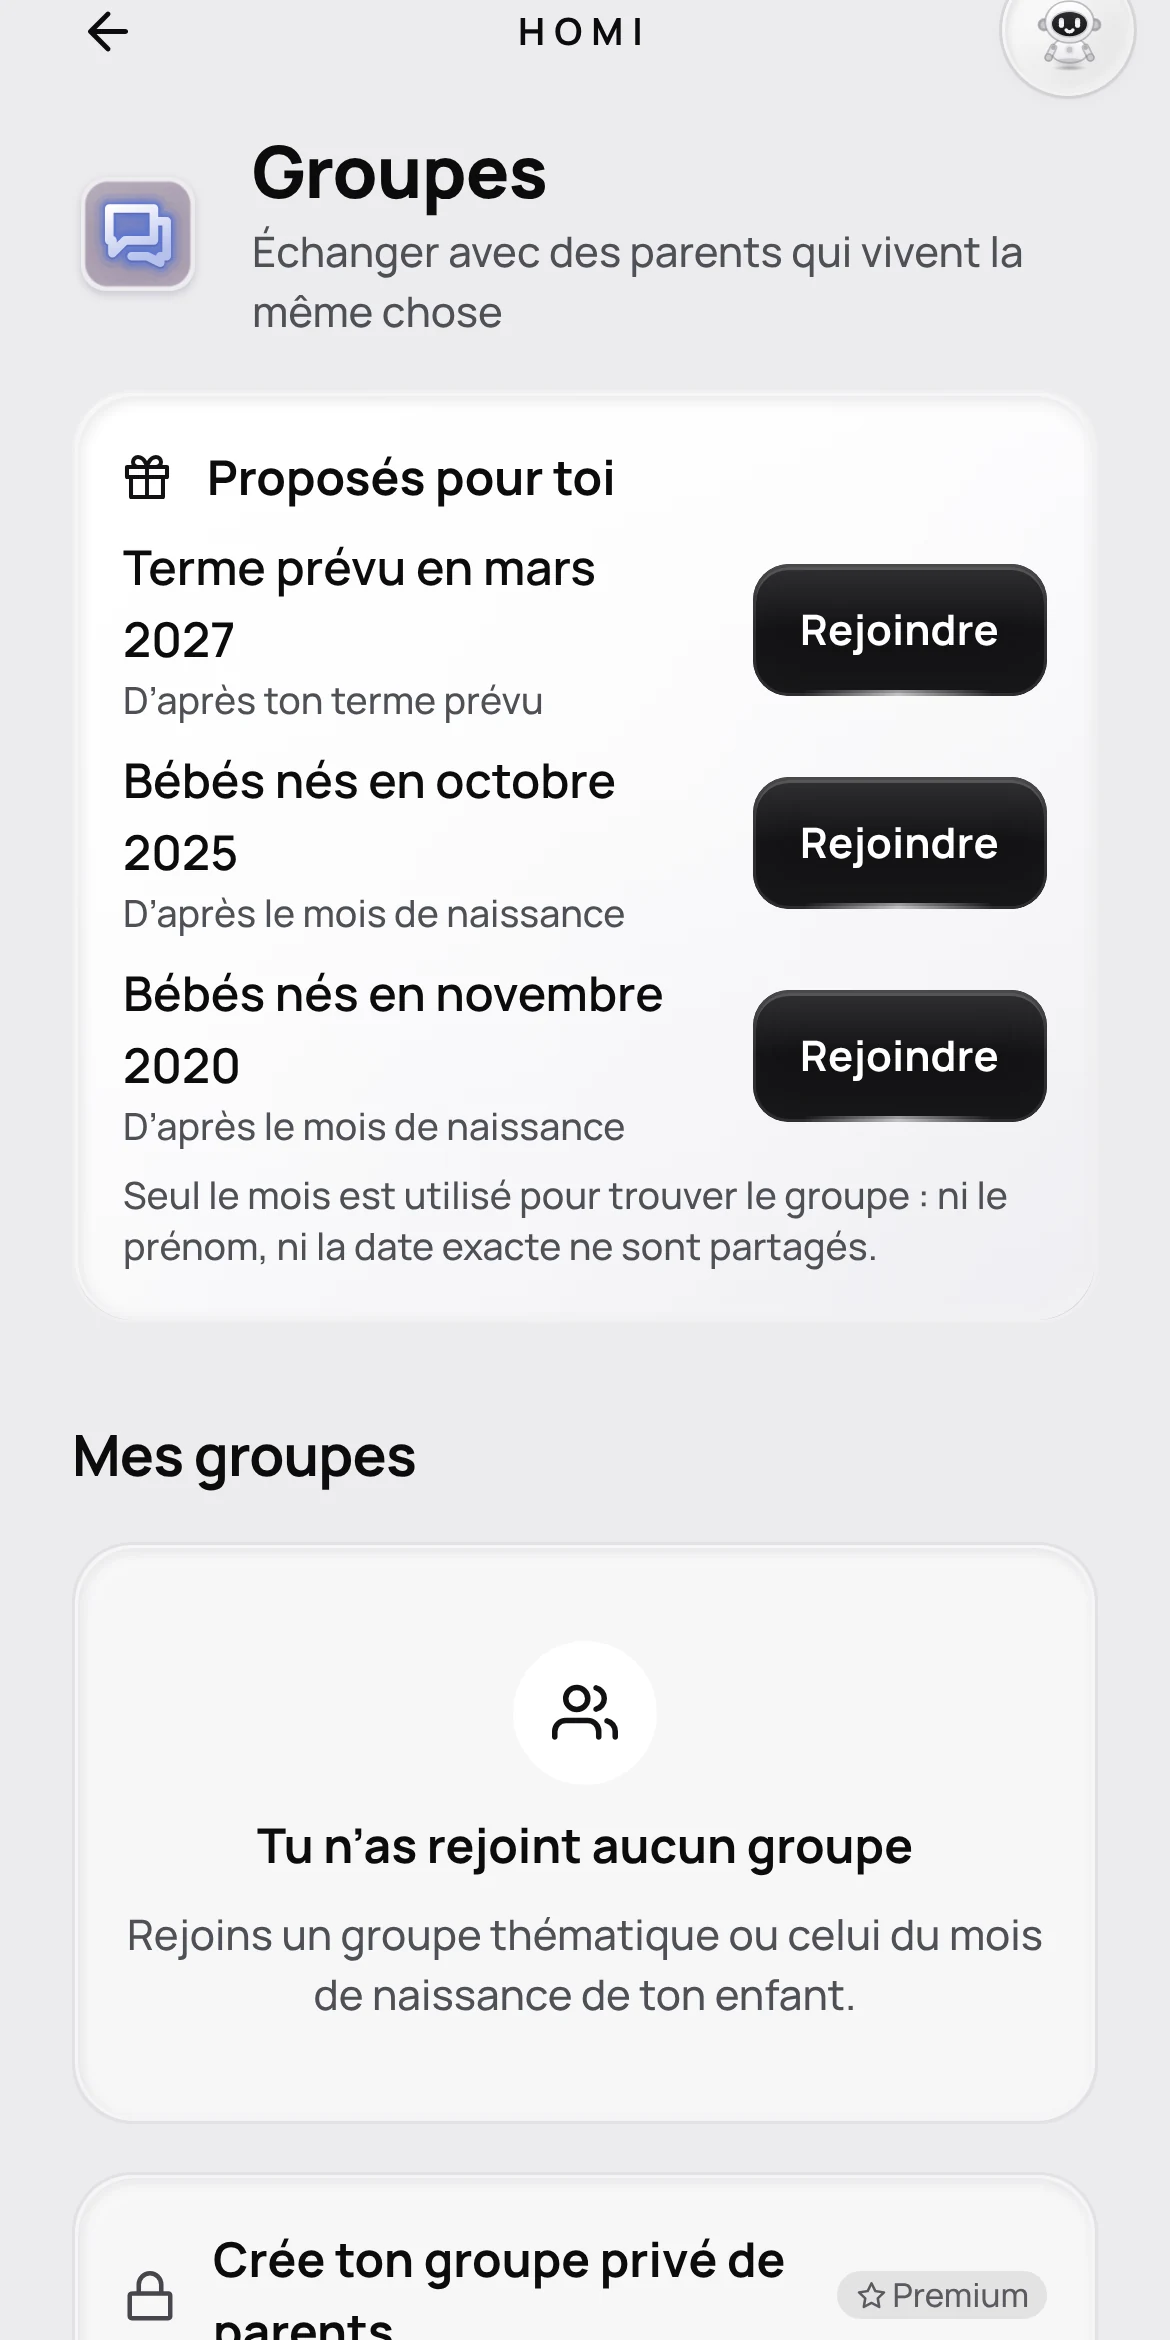 HOMI
Groupes
Échanger avec des parents qui vivent la
même chose
Proposés pour toi
Terme prévu en mars
2027
D’après ton terme prévu
Rejoindre
Bébés nés en octobre
2025
D’après le mois de naissance
Rejoindre
Bébés nés en novembre
2020
D’après le mois de naissance
Rejoindre
Seul le mois est utilisé pour trouver le groupe : ni le
prénom, ni la date exacte ne sont partagés.
Mes groupes
Tu n’as rejoint aucun groupe
Rejoins un groupe thématique ou celui du mois
de naissance de ton enfant.
Crée ton groupe privé de
parents
Premium